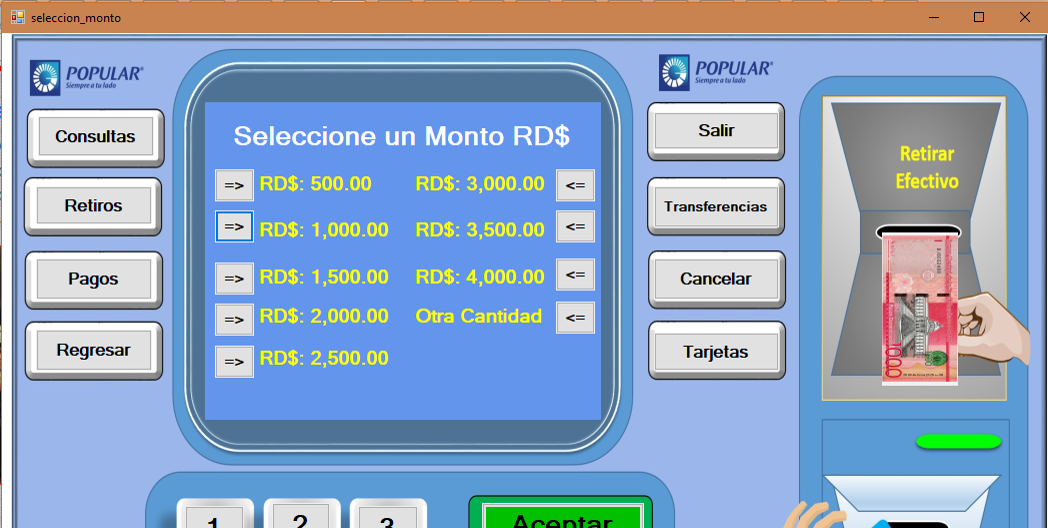 seleccion_monto
POPULAR
Siempre a tu lado
POPULAR
Siempre a tu lado
Consultas
Retiros
Pagos
Regresar
Seleccione un Monto RD$
=> RD$: 500.00 RD$: 3,000.00 <=
=> RD$: 1,000.00 RD$: 3,500.00 <=
=> RD$: 1,500.00 RD$: 4,000.00 <=
=> RD$: 2,000.00 Otra Cantidad <=
=> RD$: 2,500.00
Salir
Transferencias
Cancelar
Tarjetas
Retirar
Efectivo
1 2 3
Aceptar